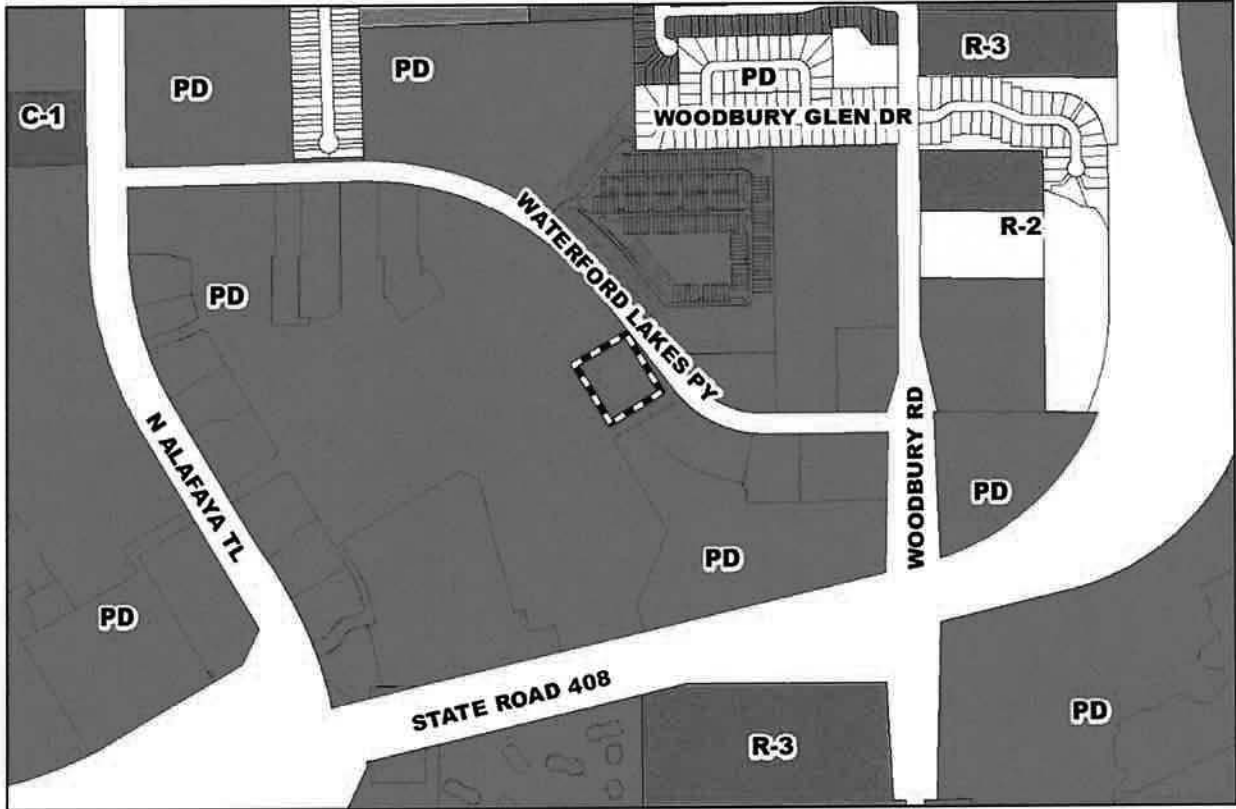 R-3
PD
PD
PD
C-1
WOODBURY GLEN DR
WATERFORD LAKES PY
R-2
PD
N ALAFAYA TL
WOODBURY RD
PD
PD
PD
STATE ROAD 408
PD
R-3